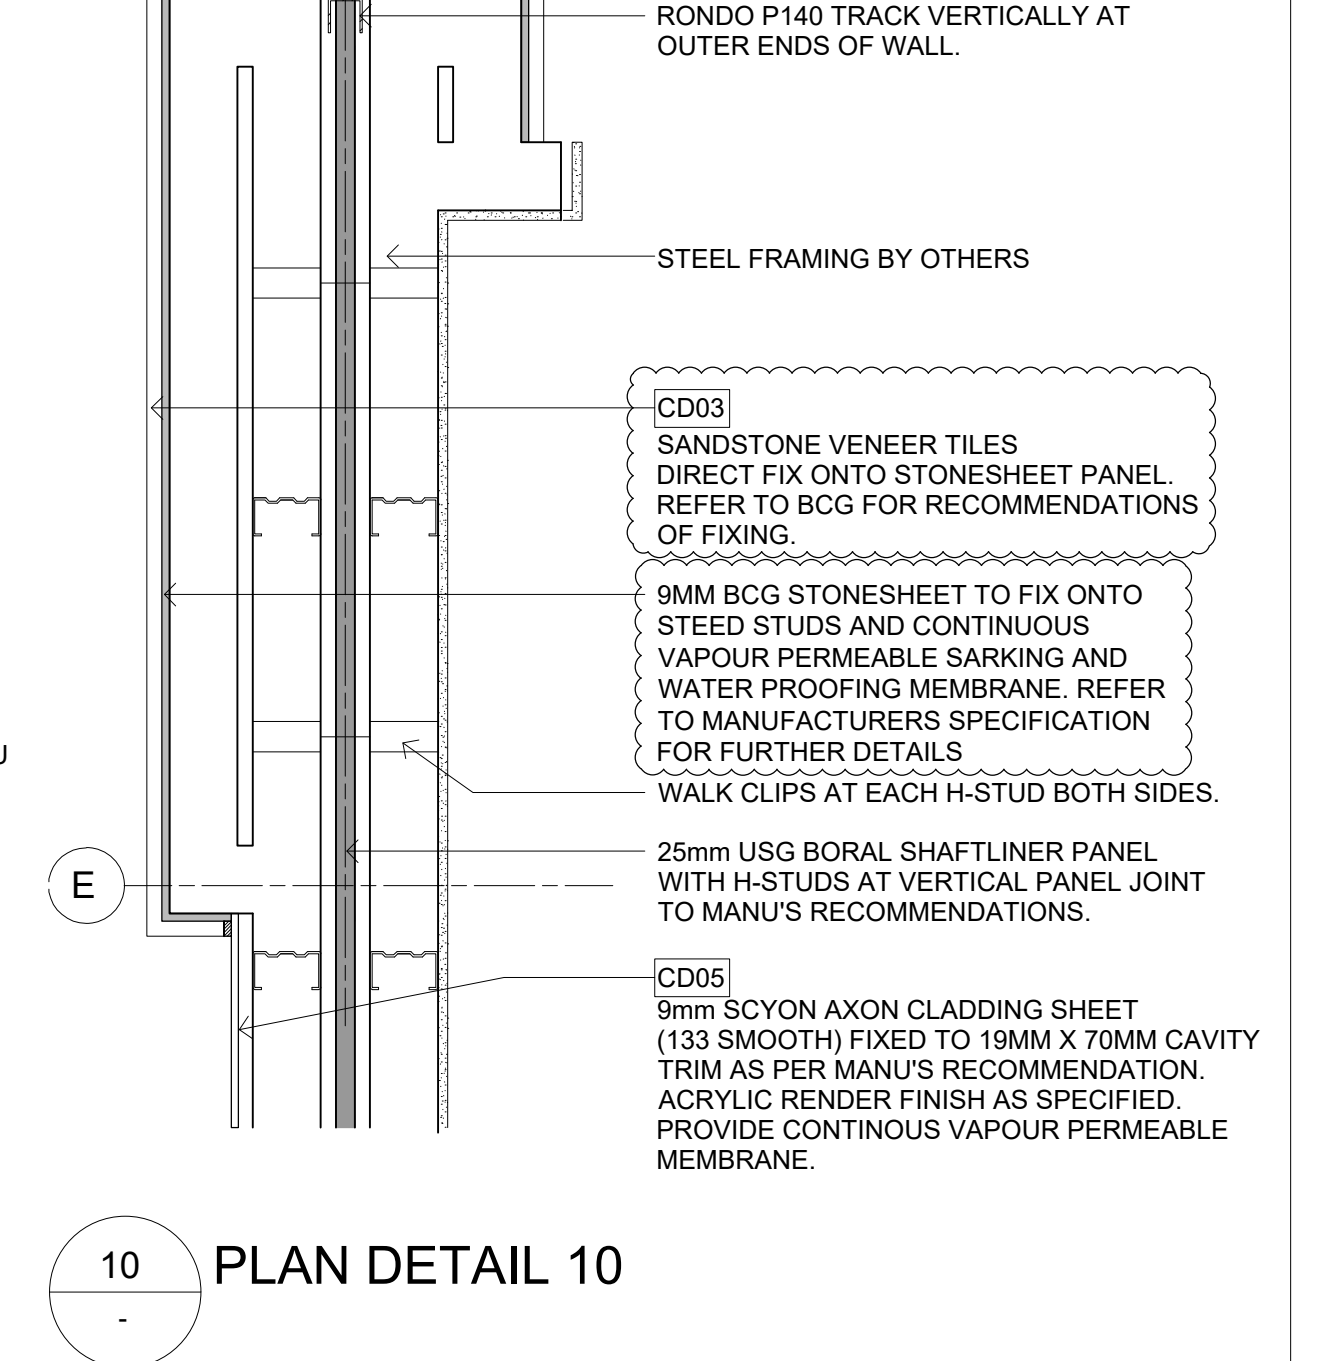 RONDO P140 TRACK VERTICALLY AT
OUTER ENDS OF WALL.
STEEL FRAMING BY OTHERS
CD03
SANDSTONE VENEER TILES
DIRECT FIX ONTO STONESHEET PANEL.
REFER TO BCG FOR RECOMMENDATIONS
OF FIXING.
9MM BCG STONESHEET TO FIX ONTO
STEED STUDS AND CONTINUOUS
VAPOUR PERMEABLE SARKING AND
WATER PROOFING MEMBRANE. REFER
TO MANUFACTURERS SPECIFICATION
FOR FURTHER DETAILS
WALK CLIPS AT EACH H-STUD BOTH SIDES.
25mm USG BORAL SHAFTLINER PANEL
WITH H-STUDS AT VERTICAL PANEL JOINT
TO MANU'S RECOMMENDATIONS.
E
CD05
9mm SCYON AXON CLADDING SHEET
(133 SMOOTH) FIXED TO 19MM X 70MM CAVITY
TRIM AS PER MANU'S RECOMMENDATION.
ACRYLIC RENDER FINISH AS SPECIFIED.
PROVIDE CONTINOUS VAPOUR PERMEABLE
MEMBRANE.
10
-
PLAN DETAIL 10